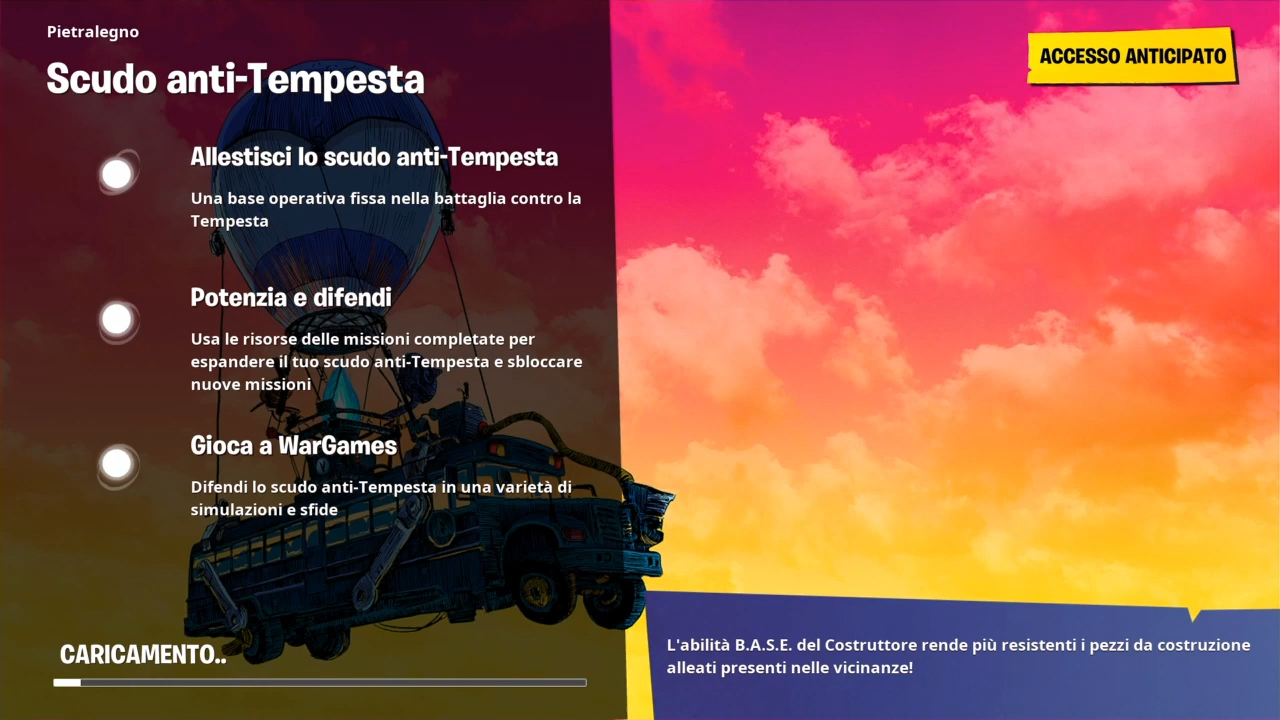 Pietralegno
Scudo anti-Tempesta
ACCESSO ANTICIPATO
Allestisci lo scudo anti-Tempesta
Una base operativa fissa nella battaglia contro la
Tempesta
Potenzia e difendi
Usa le risorse delle missioni completate per
espandere il tuo scudo anti-Tempesta e sbloccare
nuove missioni
Gioca a WarGames
Difendi lo scudo anti-Tempesta in una varietà di
simulazioni e sfide
CARICAMENTO..
L'abilità B.A.S.E. del Costruttore rende più resistenti i pezzi da costruzione
alleati presenti nelle vicinanze!